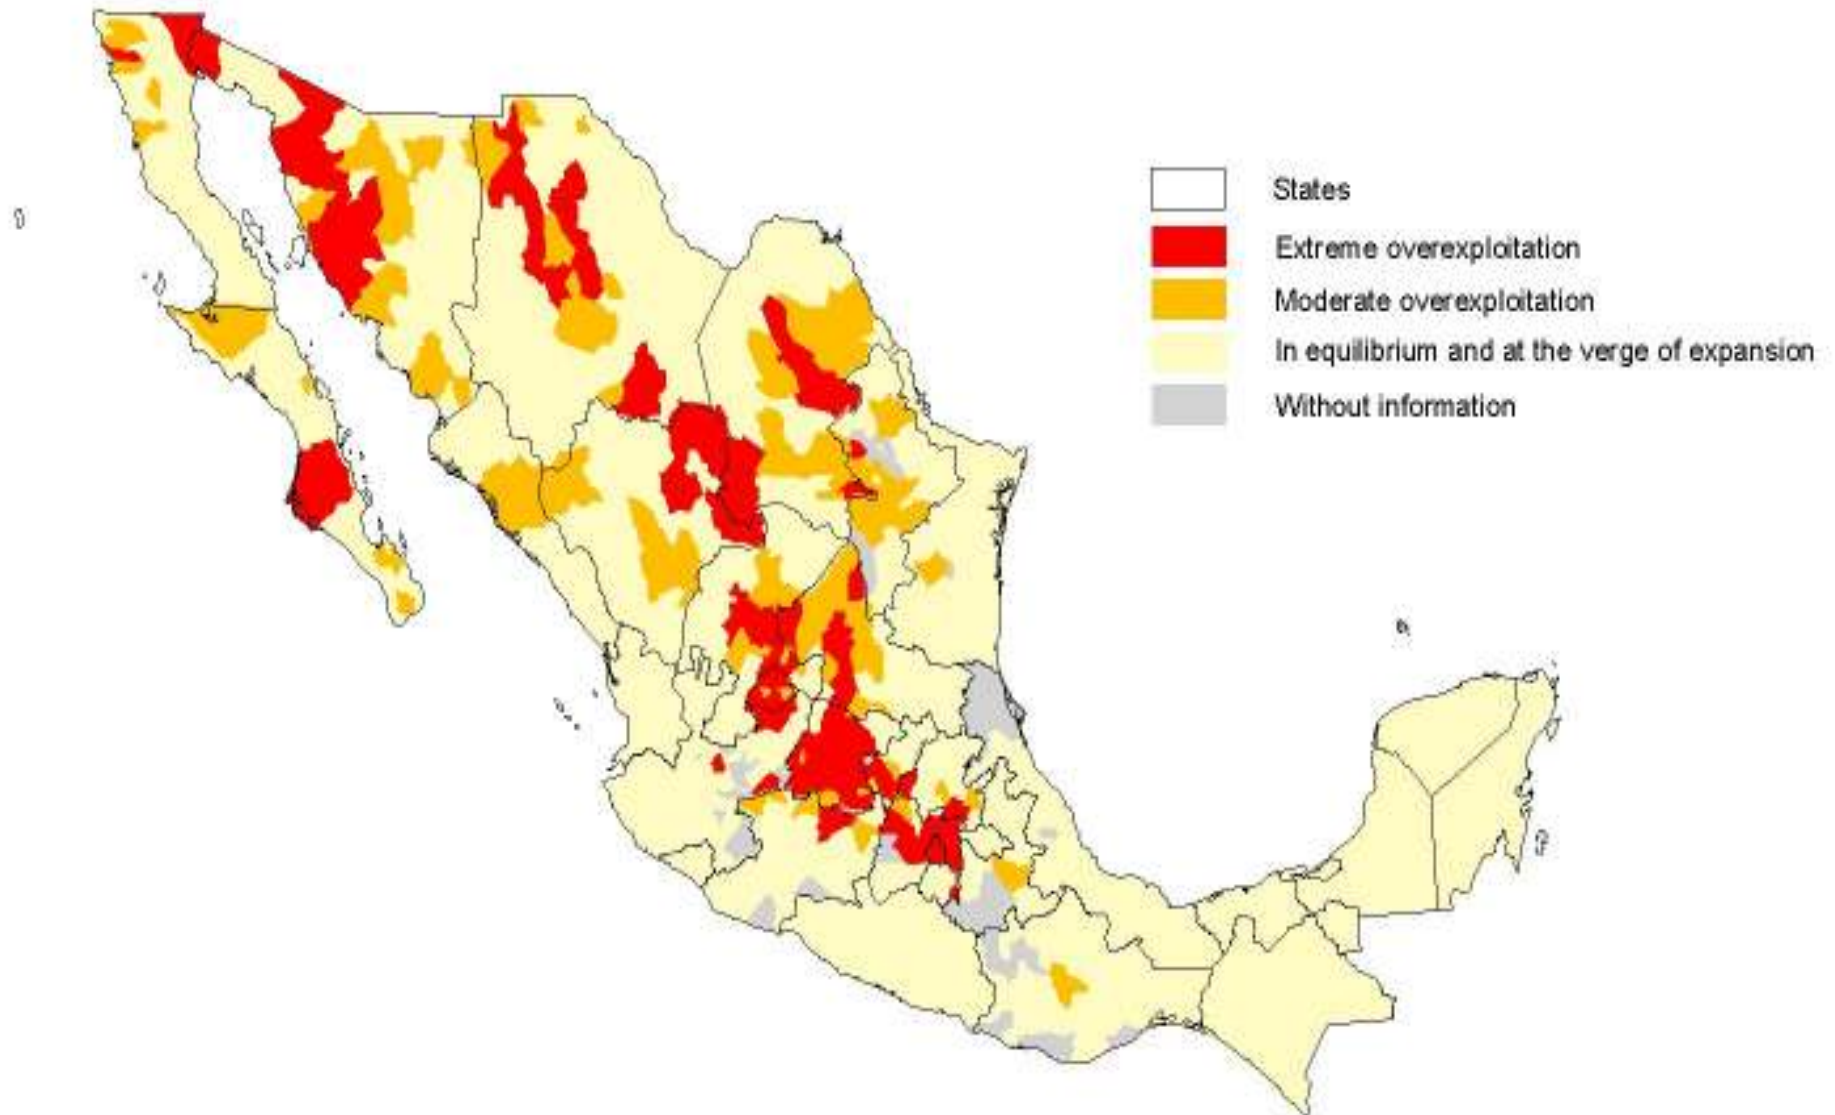 States
Extreme overexploitation
Moderate overexploitation
In equilibrium and at the verge of expansion
Without information